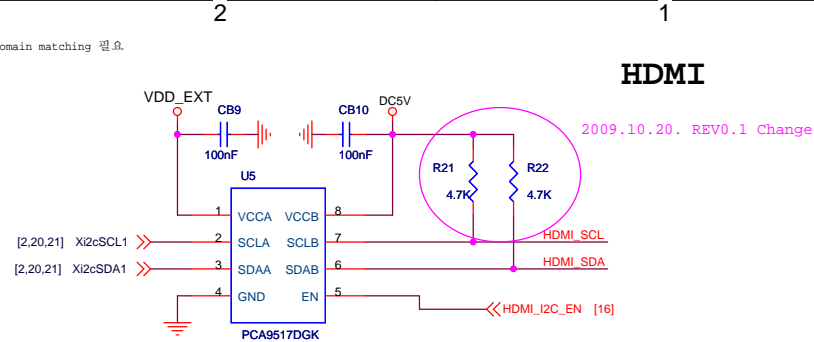 2 1
omain matching 필요
HDMI
VDD_EXT CB9 CB10 DC5V
2009.10.20. REV0.1 Change
100nF 100nF
U5 R21 R22
4.7K 4.7K
1 VCCA VCCB 8
[2,20,21] Xi2cSCL1 2 SCLA SCLB 7 HDMI_SCL
[2,20,21] Xi2cSDA1 3 SDAA SDAB 6 HDMI_SDA
4 GND EN 5
HDMI_I2C_EN [16]
PCA9517DGK